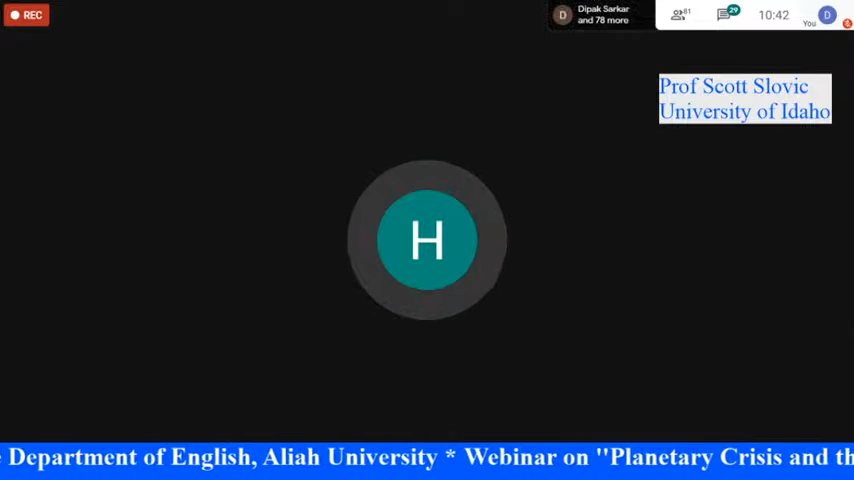 REC
Dipak Sarkar
and 78 more
81
29
10:42
You
D
D
Prof Scott Slovic
University of Idaho
H
Department of English, Aliah University * Webinar on "Planetary Crisis and th